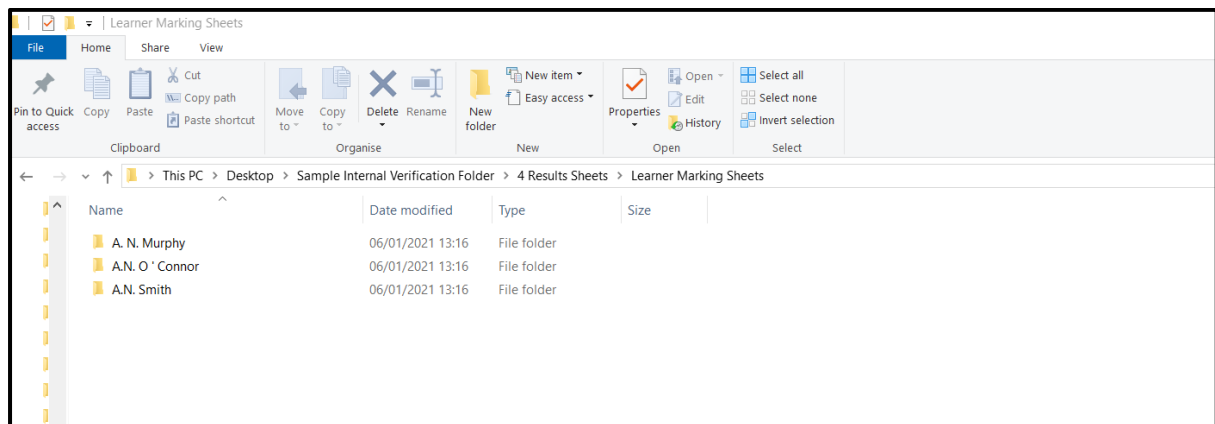 Learner Marking Sheets
File Home Share View
Pin to Quick access
Copy
Paste
Cut
Copy path
Paste shortcut
Clipboard
Move to
Copy to
Delete
Rename
Organise
New folder
New item
Easy access
New
Properties
Open
Edit
History
Open
Select all
Select none
Invert selection
Select
This PC > Desktop > Sample Internal Verification Folder > 4 Results Sheets > Learner Marking Sheets
Name Date modified Type Size
A. N. Murphy 06/01/2021 13:16 File folder
A.N. O ' Connor 06/01/2021 13:16 File folder
A.N. Smith 06/01/2021 13:16 File folder